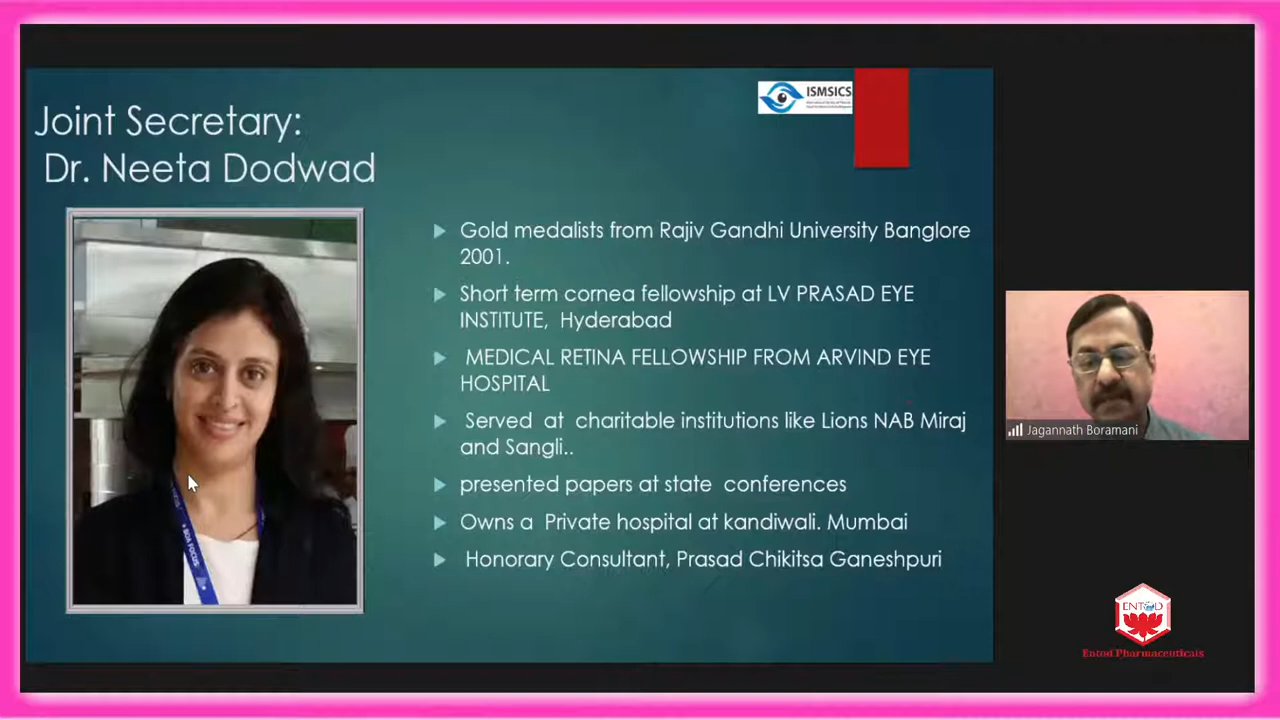 ISMSICS
Joint Secretary:
Dr. Neeta Dodwad
Gold medalists from Rajiv Gandhi University Banglore
2001.
Short term cornea fellowship at LV PRASAD EYE
INSTITUTE, Hyderabad
MEDICAL RETINA FELLOWSHIP FROM ARVIND EYE
HOSPITAL
Served at charitable institutions like Lions NAB Miraj
and Sangli..
presented papers at state conferences
Owns a Private hospital at kandiwali. Mumbai
Honorary Consultant, Prasad Chikitsa Ganeshpuri
BOA FOCUS
Jagannath Boramani
ENTOD
Entod Pharmaceuticals